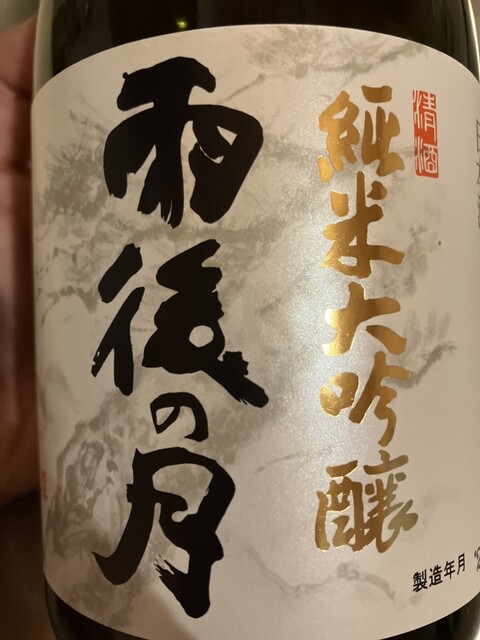 清酒
純米大吟醸
雨後の月
製造年月